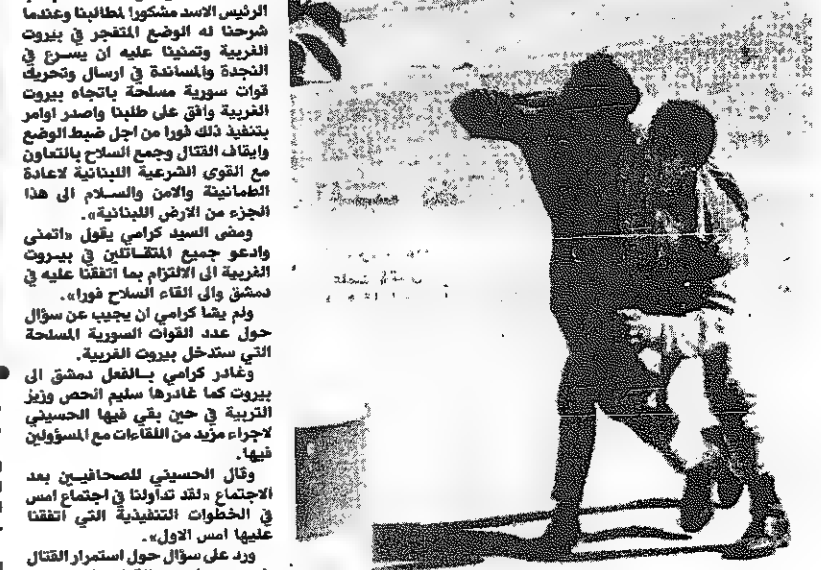 الرئيس الاسد مشكورا لمطالبنا وعندما
شرحنا له الوضع المتفجر في بيروت
الغربية وتمنينا عليه ان يسرع في
النجدة والمساندة في ارسال وتحريك
قوات سورية مسلحة باتجاه بيروت
الغربية وافق على طلبنا واصدر اوامر
بتنفيذ ذلك فورا من اجل ضبط الوضع
وايقاف القتال وجمع السلاح بالتعاون
مع القوى الشرعية اللبنانية لاعادة
الطمانينة والامن والسلام الى هذا
الجزء من الارض اللبنانية».
ومضى السيد كرامي يقول «اتمنى
وادعو جميع المتقاتلين في بيروت
الغربية الى الالتزام بما اتفقنا عليه في
دمشق والى القاء السلاح فورا».
ولم يشا كرامي ان يجيب عن سؤال
حول عدد القوات السورية المسلحة
التي ستدخل بيروت الغربية.
وغادر كرامي بالفعل دمشق الى
بيروت كما غادرها سليم الحص وزيز
التربية في حين بقي فيها الحسيني
لاجراء مزيد من اللقاءات مع المسؤولين
فيها.
وقال الحسيني للصحافيين بعد
الاجتماع «لقد تداولنا في اجتماع امس
في الخطوات التنفيذية التي اتفقنا
عليها امس الاول».
ورد على سؤال حول استمرار القتال